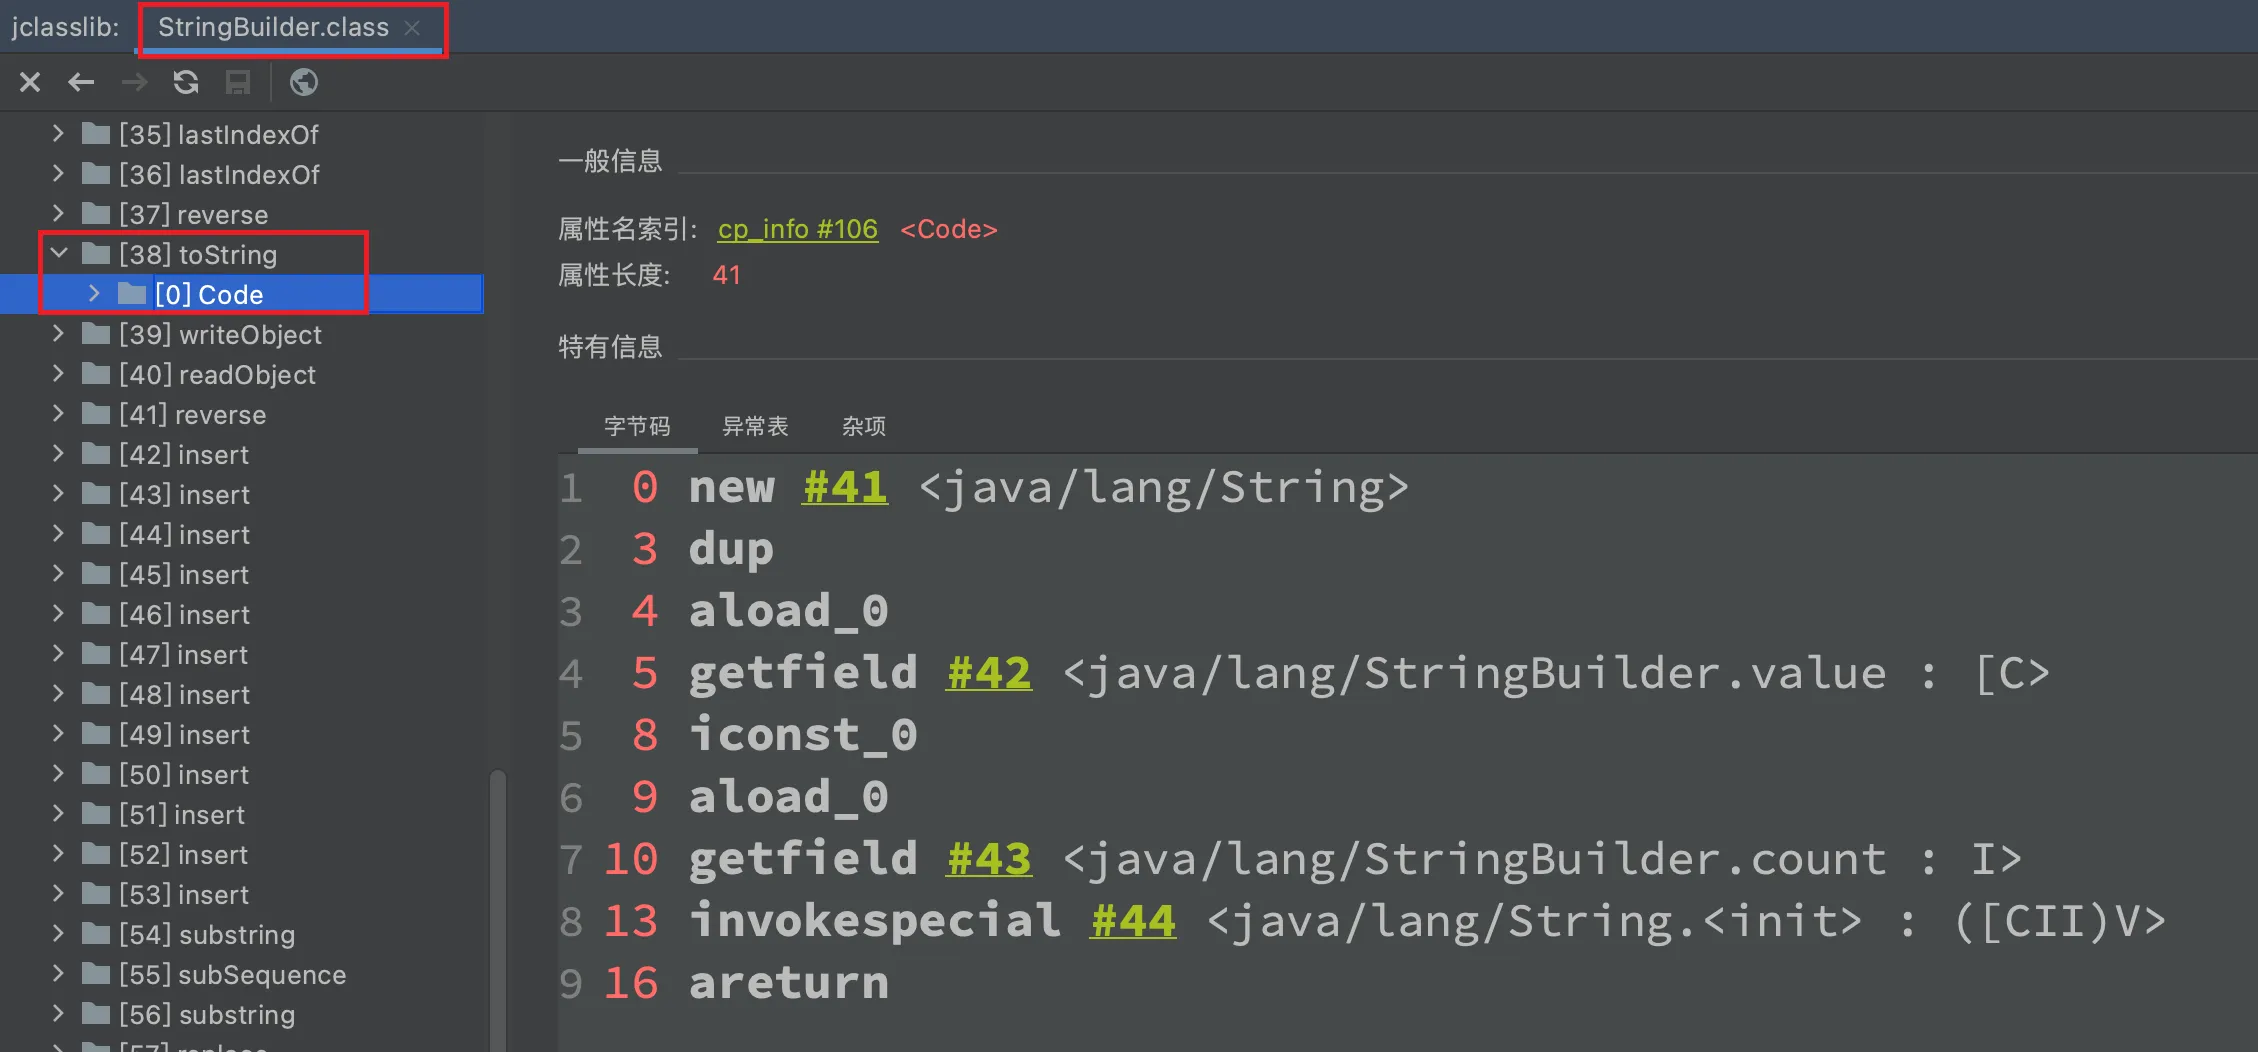 jclasslib: StringBuilder.class
[35] lastIndexOf
[36] lastIndexOf
[37] reverse
[38] toString
[0] Code
[39] writeObject
[40] readObject
[41] reverse
[42] insert
[43] insert
[44] insert
[45] insert
[46] insert
[47] insert
[48] insert
[49] insert
[50] insert
[51] insert
[52] insert
[53] insert
[54] substring
[55] subSequence
[56] substring
[57] replace
一般信息
属性名索引: cp_info #106 <Code>
属性长度: 41
特有信息
字节码 异常表 杂项
1 0 new #41 <java/lang/String>
2 3 dup
3 4 aload_0
4 5 getfield #42 <java/lang/StringBuilder.value : [C>
5 8 iconst_0
6 9 aload_0
7 10 getfield #43 <java/lang/StringBuilder.count : I>
8 13 invokespecial #44 <java/lang/String.<init> : ([CII)V>
9 16 areturn